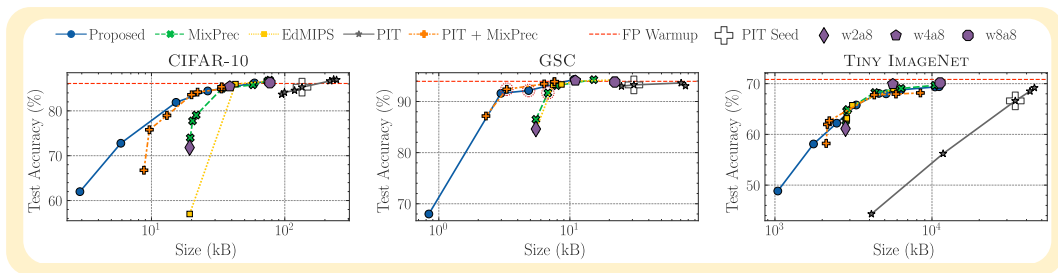 Proposed MixPrec EdMIPS PIT PIT + MixPrec FP Warmup PIT Seed w2a8 w4a8 w8a8
CIFAR-10 GSC TINY IMAGENET
Test Accuracy (%)
80
70
60
10¹ 10²
Size (kB)
Test Accuracy (%)
90
80
70
10⁰ 10¹
Size (kB)
Test Accuracy (%)
70
60
50
10³ 10⁴
Size (kB)